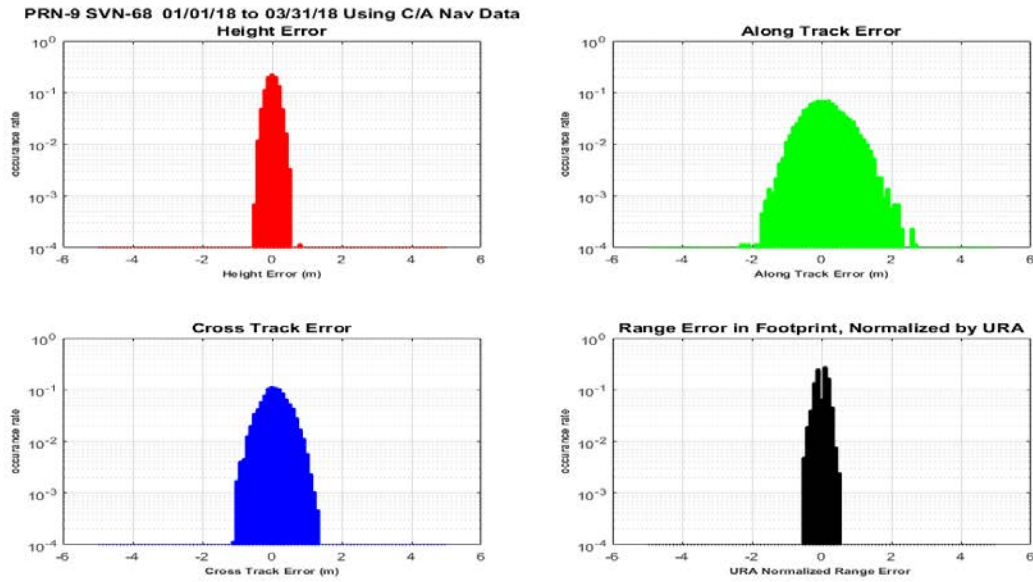 PRN-9 SVN-68 01/01/18 to 03/31/18 Using C/A Nav Data
Height Error
10^0
10^-1
10^-2
10^-3
10^-4
occurance rate
-6 -4 -2 0 2 4 6
Height Error (m)
Along Track Error
10^0
10^-1
10^-2
10^-3
10^-4
occurance rate
-6 -4 -2 0 2 4 6
Along Track Error (m)
Cross Track Error
10^0
10^-1
10^-2
10^-3
10^-4
occurance rate
-6 -4 -2 0 2 4 6
Cross Track Error (m)
Range Error in Footprint, Normalized by URA
10^0
10^-1
10^-2
10^-3
10^-4
occurance rate
-6 -4 -2 0 2 4 6
URA Normalized Range Error